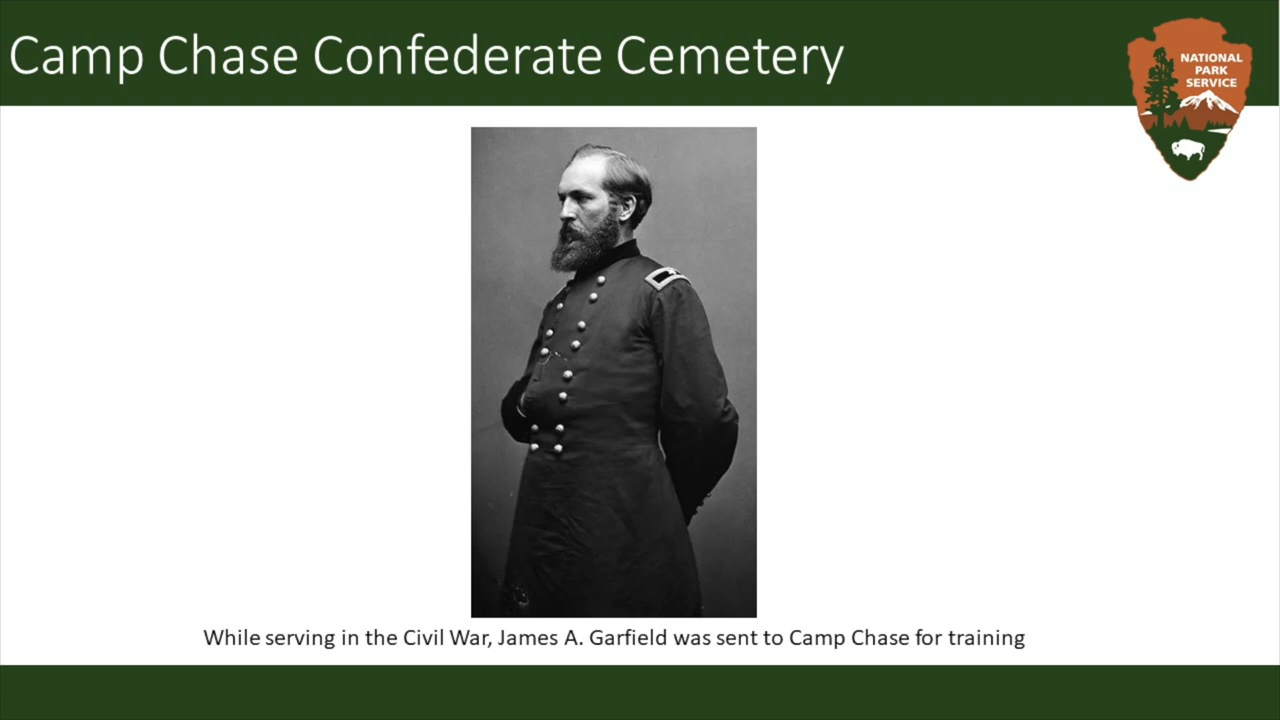 Camp Chase Confederate Cemetery
NATIONAL
PARK
SERVICE
While serving in the Civil War, James A. Garfield was sent to Camp Chase for training